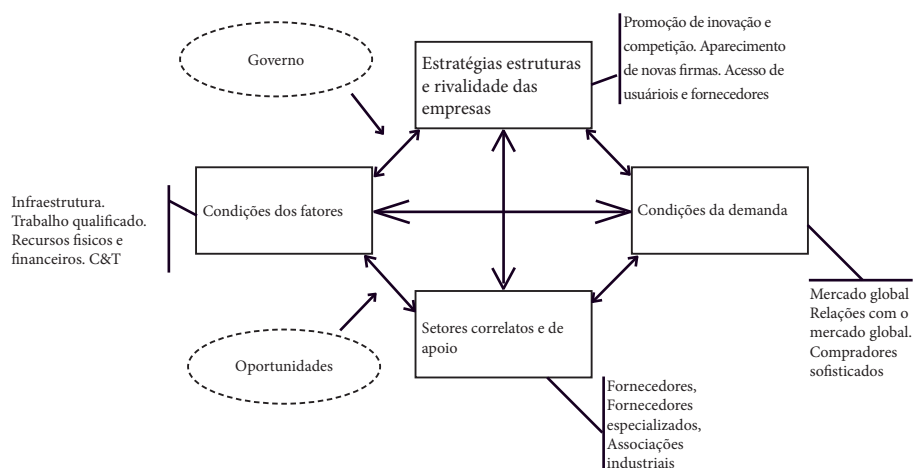 Governo
Estratégias estruturas
e rivalidade das
empresas
Promoção de inovação e
competição. Aparecimento
de novas firmas. Acesso de
usuáriois e fornecedores
Infraestrutura.
Trabalho qualificado.
Recursos fisicos e
financeiros. C&T
Condições dos fatores
Condições da demanda
Mercado global
Relações com o
mercado global.
Compradores
sofisticados
Oportunidades
Setores correlatos e de
apoio
Fornecedores,
Fornecedores
especializados,
Associações
industriais